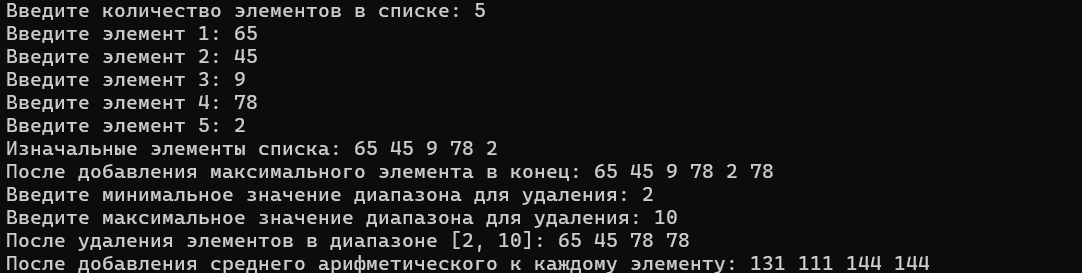 Введите количество элементов в списке: 5
Введите элемент 1: 65
Введите элемент 2: 45
Введите элемент 3: 9
Введите элемент 4: 78
Введите элемент 5: 2
Изначальные элементы списка: 65 45 9 78 2
После добавления максимального элемента в конец: 65 45 9 78 2 78
Введите минимальное значение диапазона для удаления: 2
Введите максимальное значение диапазона для удаления: 10
После удаления элементов в диапазоне [2, 10]: 65 45 78 78
После добавления среднего арифметического к каждому элементу: 131 111 144 144